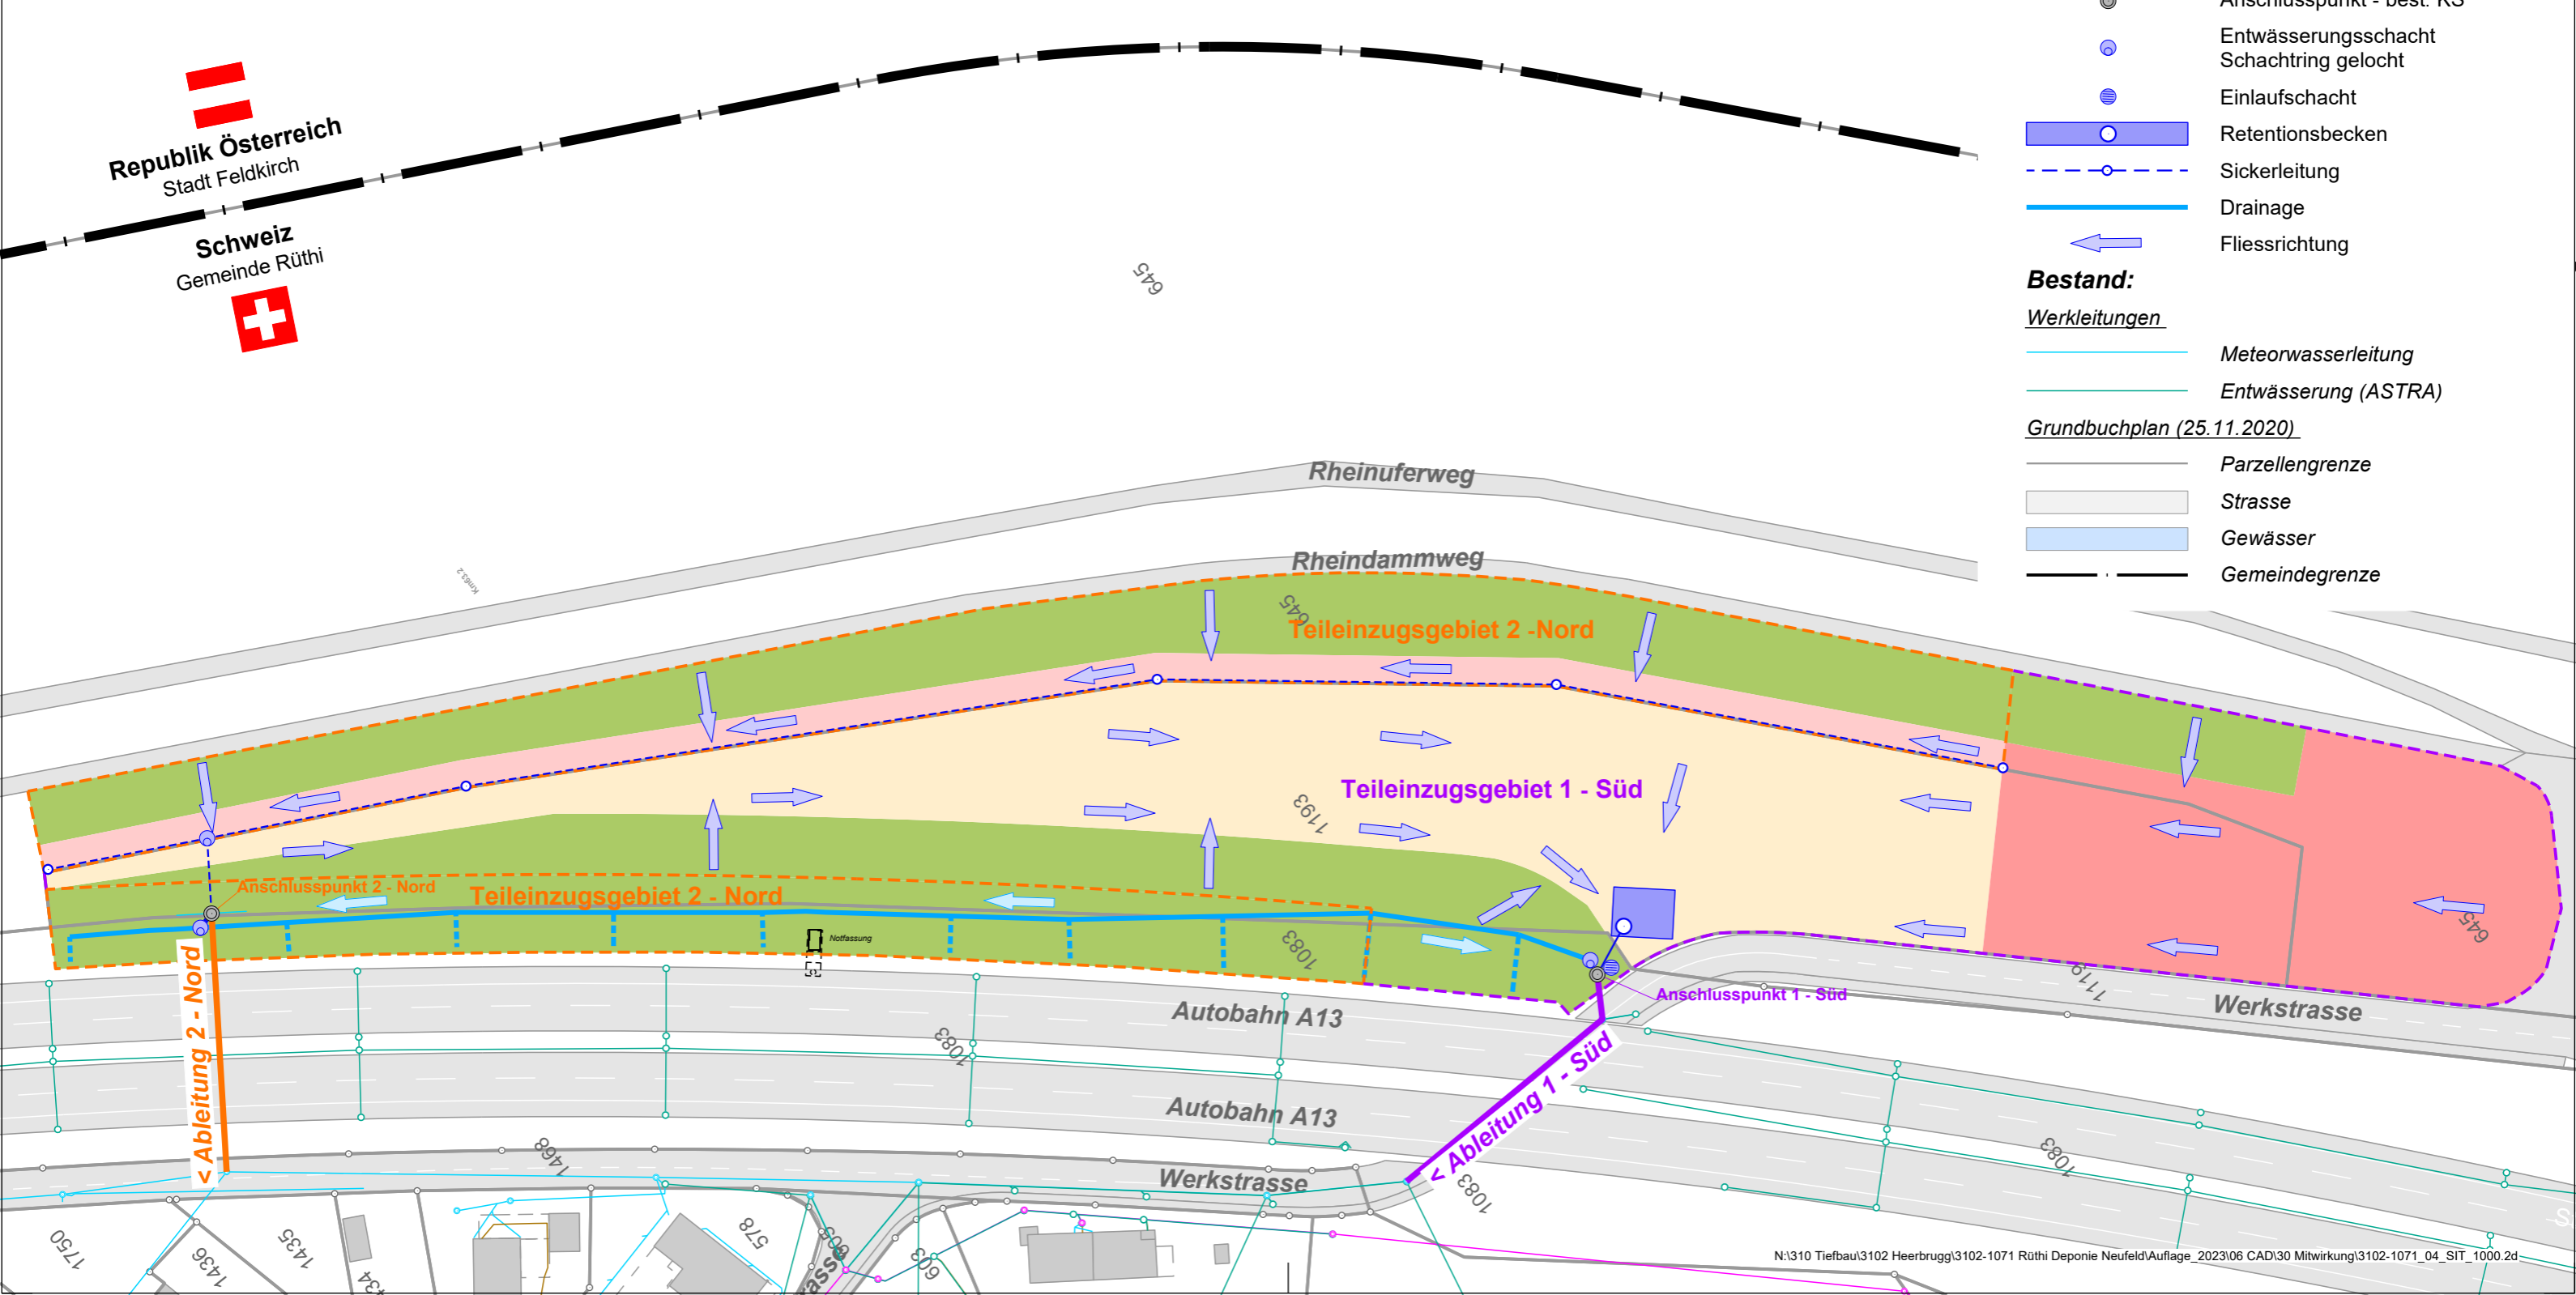 Anschlusspunkt - best. KS
Entwässerungsschacht
Schachtring gelocht
Einlaufschacht
Retentionsbecken
Sickerleitung
Drainage
Fliessrichtung
Bestand:
Werkleitungen
Meteorwasserleitung
Entwässerung (ASTRA)
Grundbuchplan (25.11.2020)
Parzellengrenze
Strasse
Gewässer
Gemeindegrenze
Republik Österreich
Stadt Feldkirch
Schweiz
Gemeinde Rüthi
645
Rheinuferweg
Km63.2
Rheindammweg
645
Teileinzugsgebiet 2 -Nord
Teileinzugsgebiet 1 - Süd
1193
Anschlusspunkt 2 - Nord
Teileinzugsgebiet 2 - Nord
Notfassung
1083
645
Anschlusspunkt 1 - Süd
1119
Werkstrasse
< Ableitung 2 - Nord
Autobahn A13
1083
< Ableitung 1 - Süd
Autobahn A13
1083
1468
Werkstrasse
1083
1750
1436
1435
578
603
N:\310 Tiefbau\3102 Heerbrugg\3102-1071 Rüthi Deponie Neufeld\Auflage_2023\06 CAD\30 Mitwirkung\3102-1071_04_SIT_1000.2d